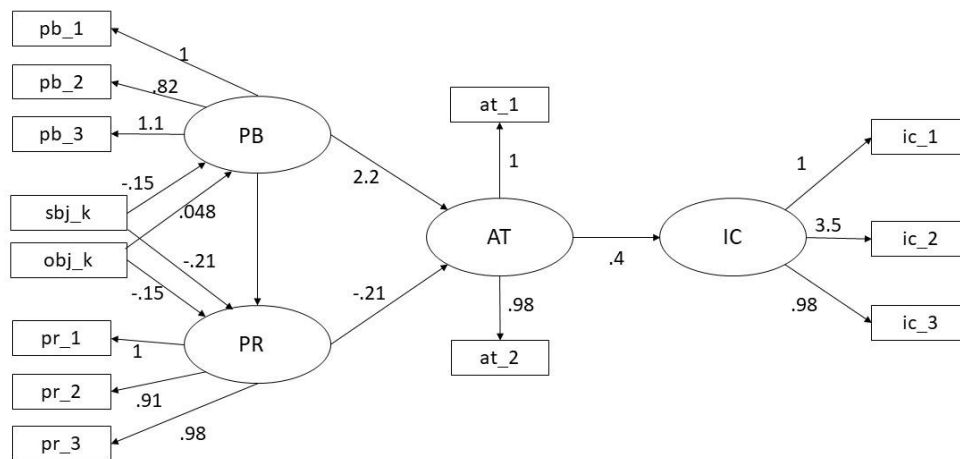 pb_1
1
pb_2
.82
pb_3
1.1
PB
at_1
1
ic_1
1
-.15
2.2
sbj_k
.048
obj_k
-.21
-.15
AT
.4
IC
3.5
ic_2
-.21
.98
.98
ic_3
pr_1
1
PR
at_2
pr_2
.91
pr_3
.98